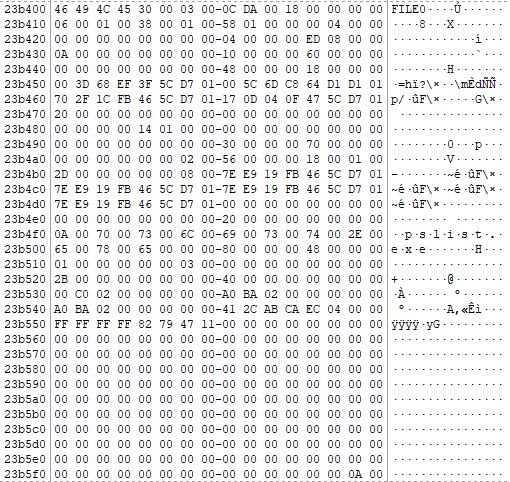 23b400 46 49 4C 45 30 00 03 00-0C DA 00 18 00 00 00 00 FILE0····Ú······
23b410 06 00 01 00 38 00 01 00-58 01 00 00 00 04 00 00 ····8···X·······
23b420 00 00 00 00 00 00 00 00-04 00 00 00 ED 08 00 00 ············í···
23b430 0A 00 00 00 00 00 00 00-10 00 00 00 60 00 00 00 ············`···
23b440 00 00 00 00 00 00 00 00-48 00 00 00 18 00 00 00 ········H·······
23b450 00 3D 68 EF 3F 5C D7 01-00 5C 6D C8 64 D1 D1 01 ·=hï?\×··\mÈdÑÑ·
23b460 70 2F 1C FB 46 5C D7 01-17 0D 04 0F 47 5C D7 01 p/·ûF\×·····G\×·
23b470 20 00 00 00 00 00 00 00-00 00 00 00 00 00 00 00 ···············
23b480 00 00 00 00 14 01 00 00-00 00 00 00 00 00 00 00 ················
23b490 00 00 00 00 00 00 00 00-30 00 00 00 70 00 00 00 ········0···p···
23b4a0 00 00 00 00 00 00 02 00-56 00 00 00 18 00 01 00 ········V·······
23b4b0 2D 00 00 00 00 00 08 00-7E E9 19 FB 46 5C D7 01 -·······~é·ûF\×·
23b4c0 7E E9 19 FB 46 5C D7 01-7E E9 19 FB 46 5C D7 01 ~é·ûF\×·~é·ûF\×·
23b4d0 7E E9 19 FB 46 5C D7 01-00 00 00 00 00 00 00 00 ~é·ûF\×·········
23b4e0 00 00 00 00 00 00 00 00-20 00 00 00 00 00 00 00 ········ ·······
23b4f0 0A 00 70 00 73 00 6C 00-69 00 73 00 74 00 2E 00 ··p·s·l·i·s·t·.·
23b500 65 00 78 00 65 00 00 00-80 00 00 00 48 00 00 00 e·x·e·······H···
23b510 01 00 00 00 00 00 03 00-00 00 00 00 00 00 00 00 ················
23b520 2B 00 00 00 00 00 00 00-40 00 00 00 00 00 00 00 +·······@·······
23b530 00 C0 02 00 00 00 00 00-A0 BA 02 00 00 00 00 00 ·À·······º······
23b540 A0 BA 02 00 00 00 00 00-41 2C AB CA EC 04 00 00 º······A,«Êì···
23b550 FF FF FF FF 82 79 47 11-00 00 00 00 00 00 00 00 ÿÿÿÿ·yG·········
23b560 00 00 00 00 00 00 00 00-00 00 00 00 00 00 00 00 ················
23b570 00 00 00 00 00 00 00 00-00 00 00 00 00 00 00 00 ················
23b580 00 00 00 00 00 00 00 00-00 00 00 00 00 00 00 00 ················
23b590 00 00 00 00 00 00 00 00-00 00 00 00 00 00 00 00 ················
23b5a0 00 00 00 00 00 00 00 00-00 00 00 00 00 00 00 00 ················
23b5b0 00 00 00 00 00 00 00 00-00 00 00 00 00 00 00 00 ················
23b5c0 00 00 00 00 00 00 00 00-00 00 00 00 00 00 00 00 ················
23b5d0 00 00 00 00 00 00 00 00-00 00 00 00 00 00 00 00 ················
23b5e0 00 00 00 00 00 00 00 00-00 00 00 00 00 00 00 00 ················
23b5f0 00 00 00 00 00 00 00 00-00 00 00 00 00 00 0A 00 ················